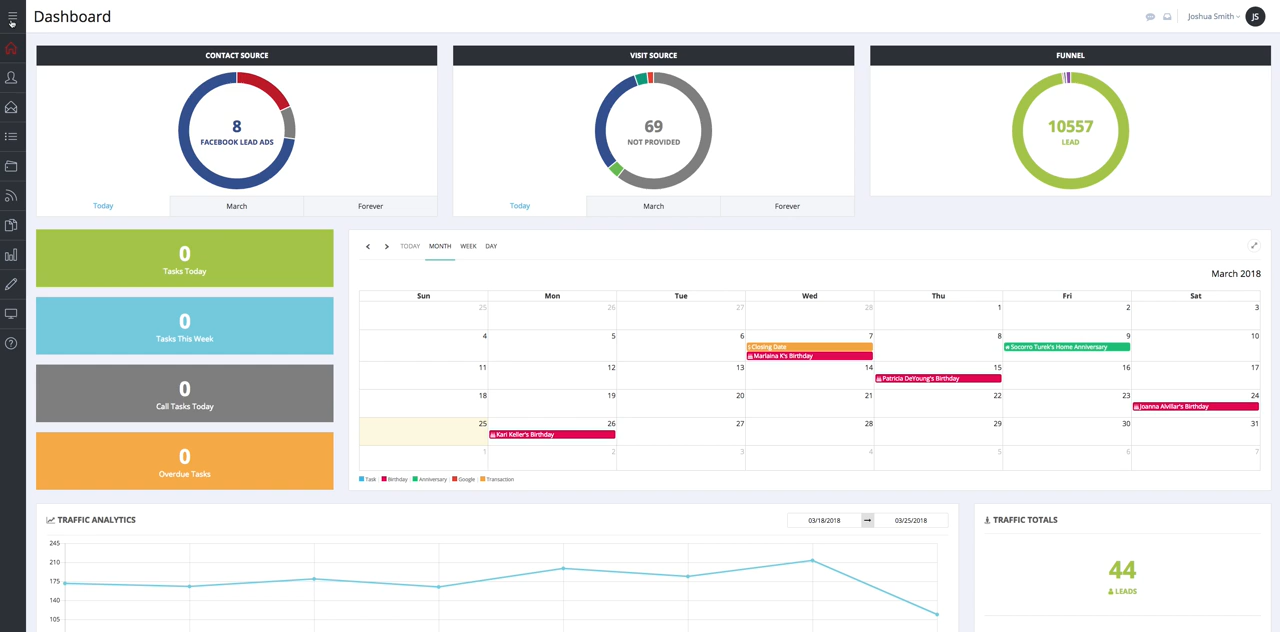 Dashboard
Joshua Smith
JS
CONTACT SOURCE
8
FACEBOOK LEAD ADS
Today March Forever
VISIT SOURCE
69
NOT PROVIDED
Today March Forever
FUNNEL
10557
LEAD
0
Tasks Today
0
Tasks This Week
0
Call Tasks Today
0
Overdue Tasks
TODAY MONTH WEEK DAY
March 2018
Sun Mon Tue Wed Thu Fri Sat
25 26 27 28 1 2 3
4 5 6 7 8 9 10
Closing Date
Socorro Turek's Home Anniversary
Marlaina K's Birthday
11 12 13 14 15 16 17
Patricia DeYoung's Birthday
18 19 20 21 22 23 24
Joanna Alvillar's Birthday
25 26 27 28 29 30 31
Kari Keller's Birthday
1 2 3 4 5 6 7
Task Birthday Anniversary Google Transaction
TRAFFIC ANALYTICS
03/18/2018 03/25/2018
245
210
175
140
105
TRAFFIC TOTALS
44
LEADS